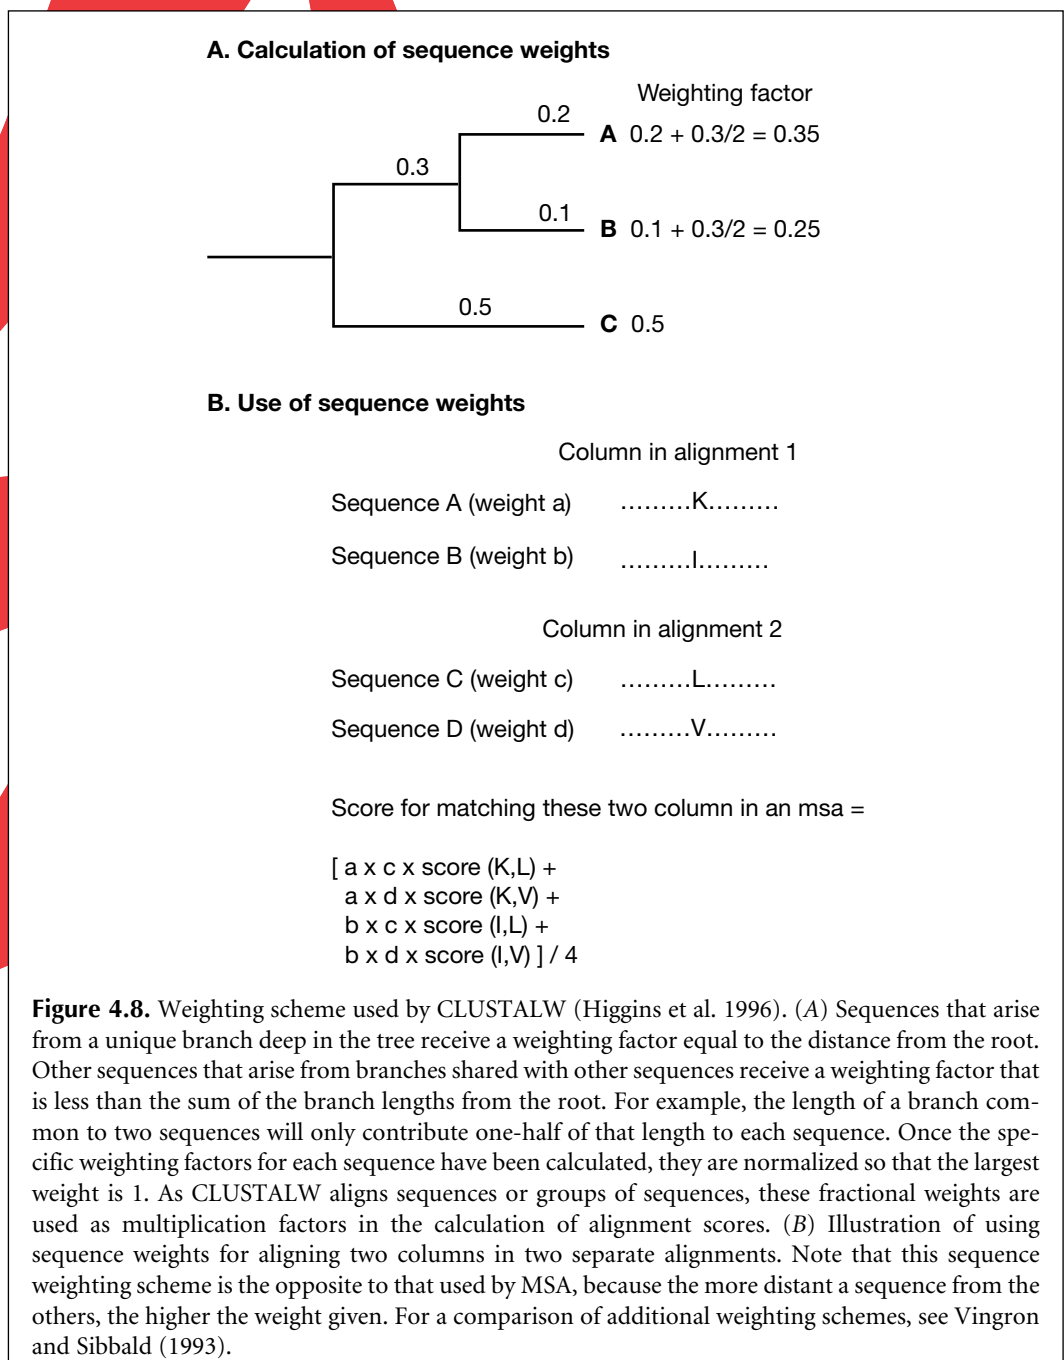 A. Calculation of sequence weights
Weighting factor
0.2
A 0.2 + 0.3/2 = 0.35
0.3
0.1
B 0.1 + 0.3/2 = 0.25
0.5
C 0.5
B. Use of sequence weights
Column in alignment 1
Sequence A (weight a) .........K.........
Sequence B (weight b) .........I.........
Column in alignment 2
Sequence C (weight c) .........L.........
Sequence D (weight d) .........V.........
Score for matching these two column in an msa =
[ a x c x score (K,L) +
a x d x score (K,V) +
b x c x score (I,L) +
b x d x score (I,V) ] / 4
Figure 4.8. Weighting scheme used by CLUSTALW (Higgins et al. 1996). (A) Sequences that arise
from a unique branch deep in the tree receive a weighting factor equal to the distance from the root.
Other sequences that arise from branches shared with other sequences receive a weighting factor that
is less than the sum of the branch lengths from the root. For example, the length of a branch com-
mon to two sequences will only contribute one-half of that length to each sequence. Once the spe-
cific weighting factors for each sequence have been calculated, they are normalized so that the largest
weight is 1. As CLUSTALW aligns sequences or groups of sequences, these fractional weights are
used as multiplication factors in the calculation of alignment scores. (B) Illustration of using
sequence weights for aligning two columns in two separate alignments. Note that this sequence
weighting scheme is the opposite to that used by MSA, because the more distant a sequence from the
others, the higher the weight given. For a comparison of additional weighting schemes, see Vingron
and Sibbald (1993).